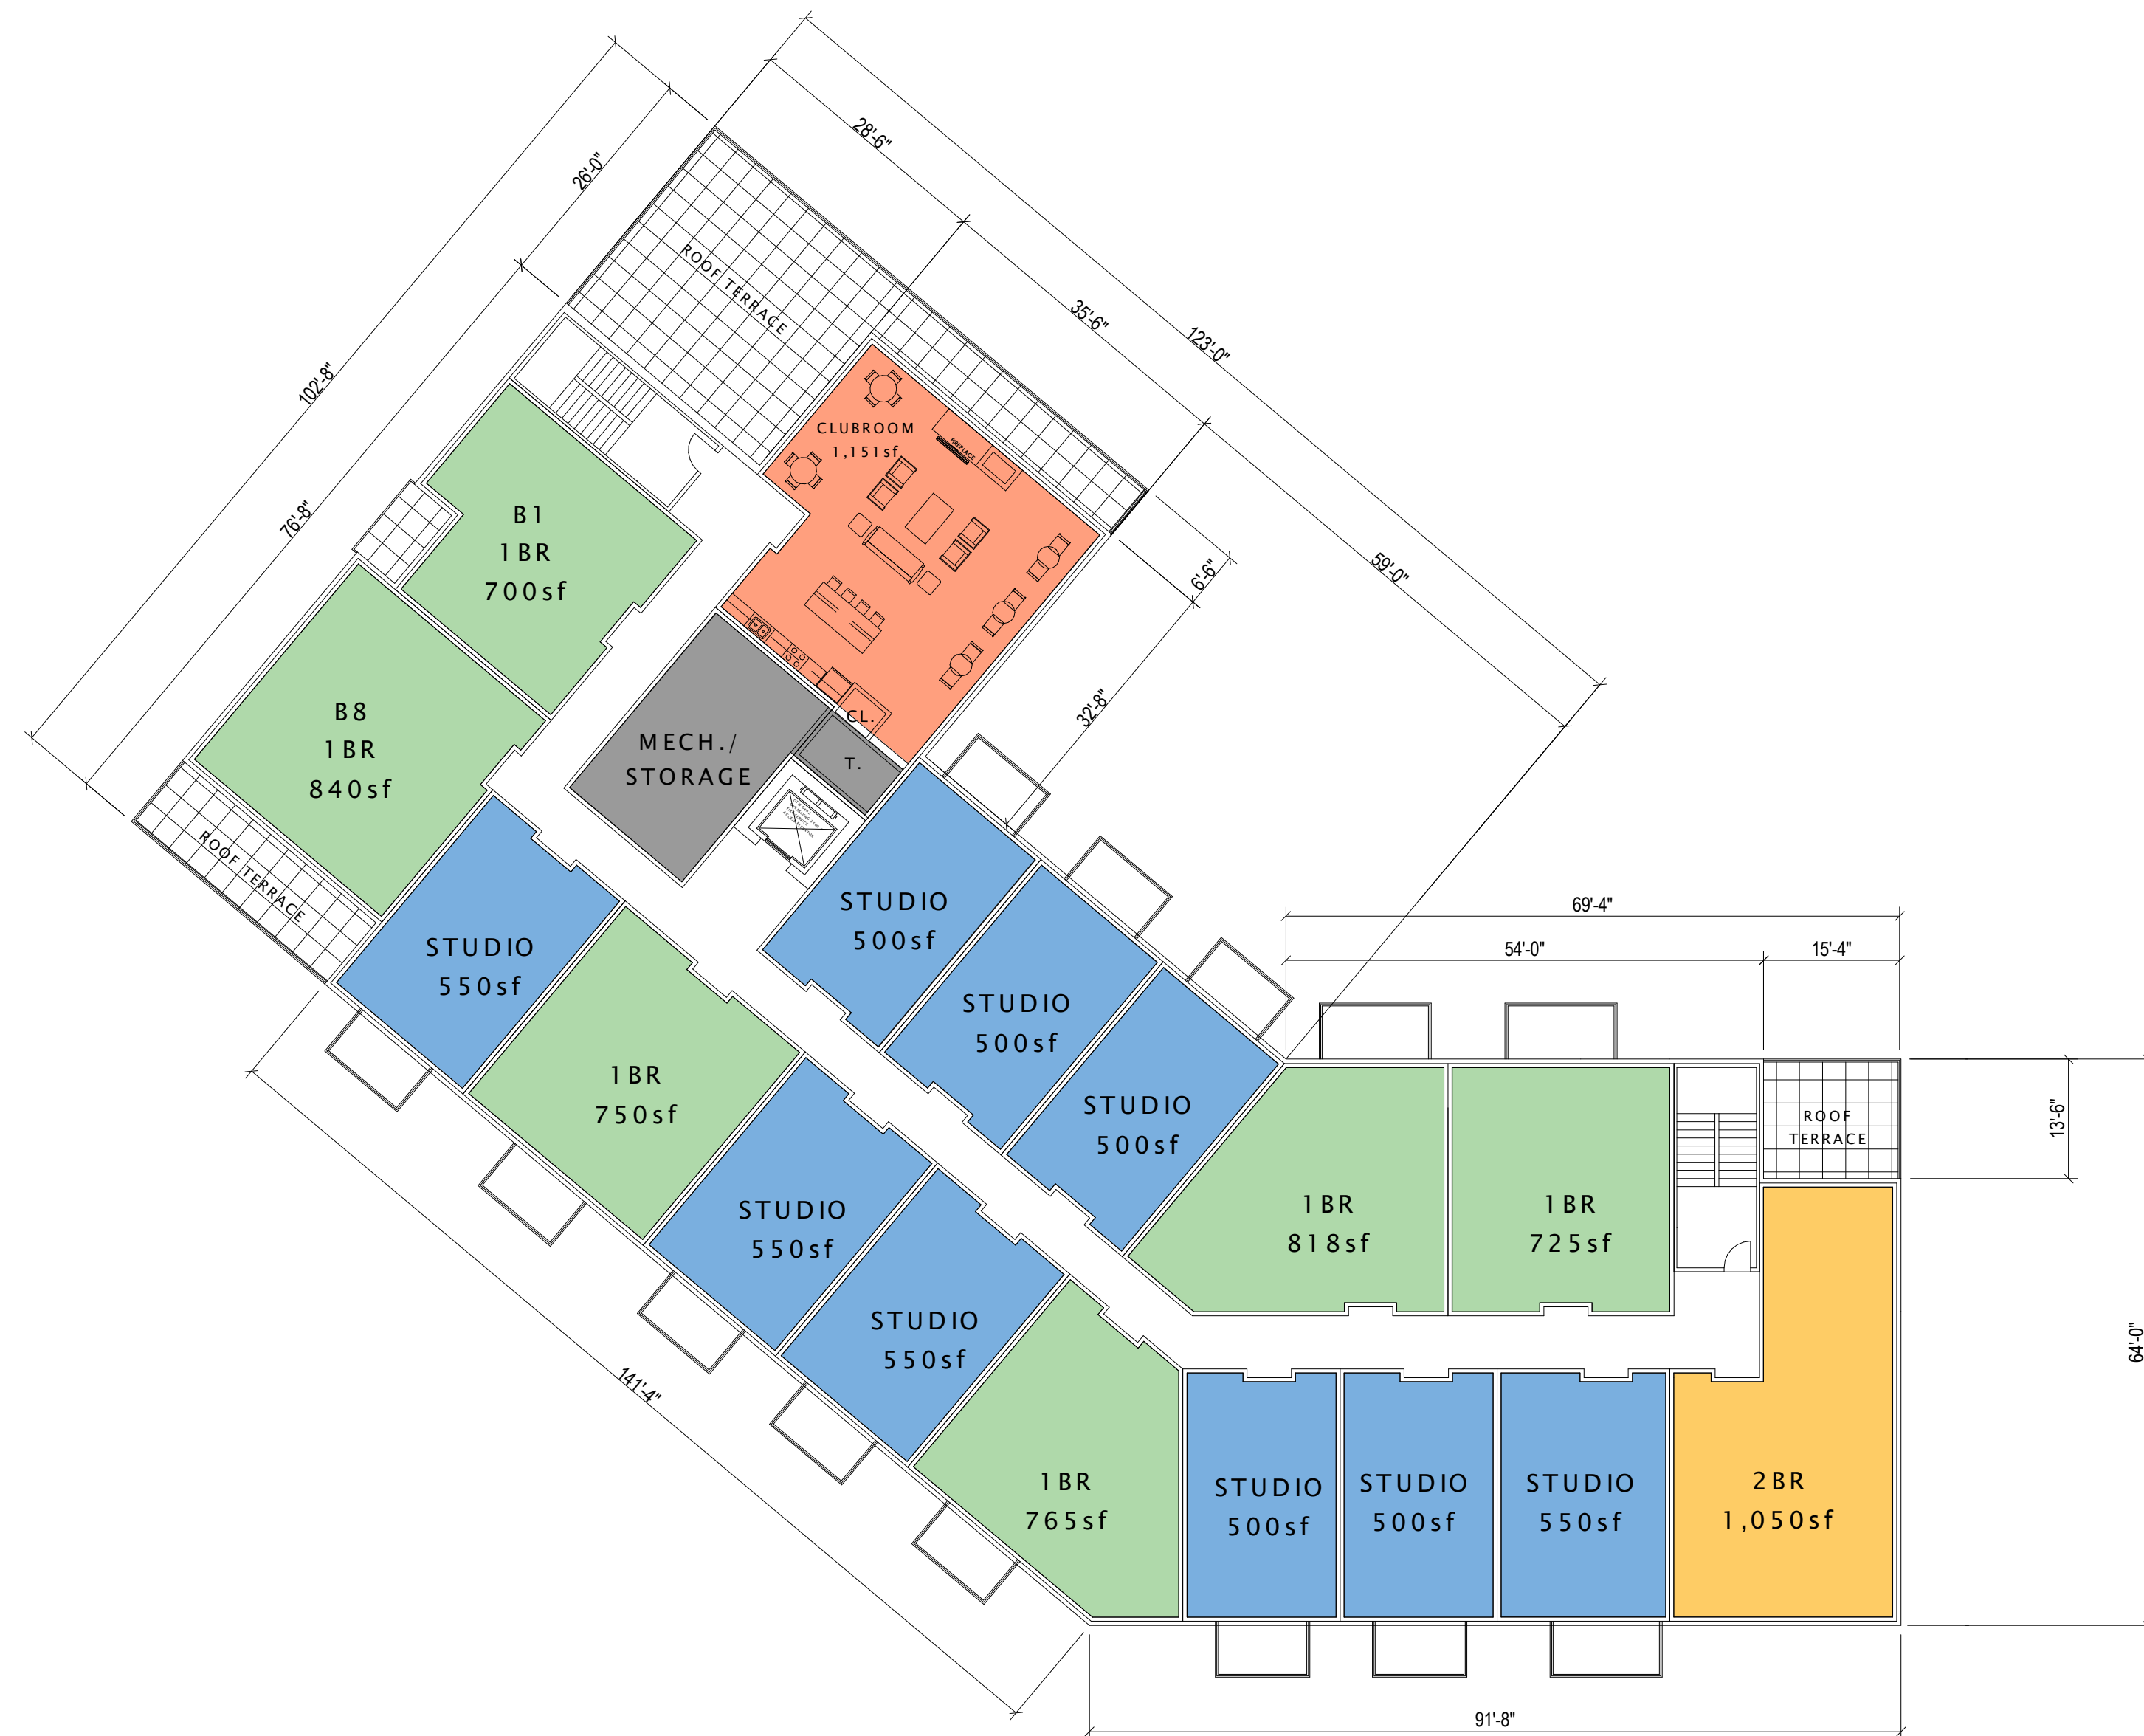 28'-6"
26'-0"
ROOF TERRACE
35'-6"
123'-0"
102'-8"
CLUBROOM
1,151sf
FIREPLACE
76'-8"
B1
1BR
700sf
6'-6"
59'-0"
32'-8"
B8
1BR
840sf
MECH./
STORAGE
CL.
T.
ROOF TERRACE
STUDIO
550sf
STUDIO
500sf
69'-4"
54'-0"
15'-4"
STUDIO
500sf
1BR
750sf
STUDIO
500sf
ROOF
TERRACE
13'-6"
STUDIO
550sf
1BR
818sf
1BR
725sf
STUDIO
550sf
64'-0"
141'-4"
1BR
765sf
STUDIO
500sf
STUDIO
500sf
STUDIO
550sf
2BR
1,050sf
91'-8"